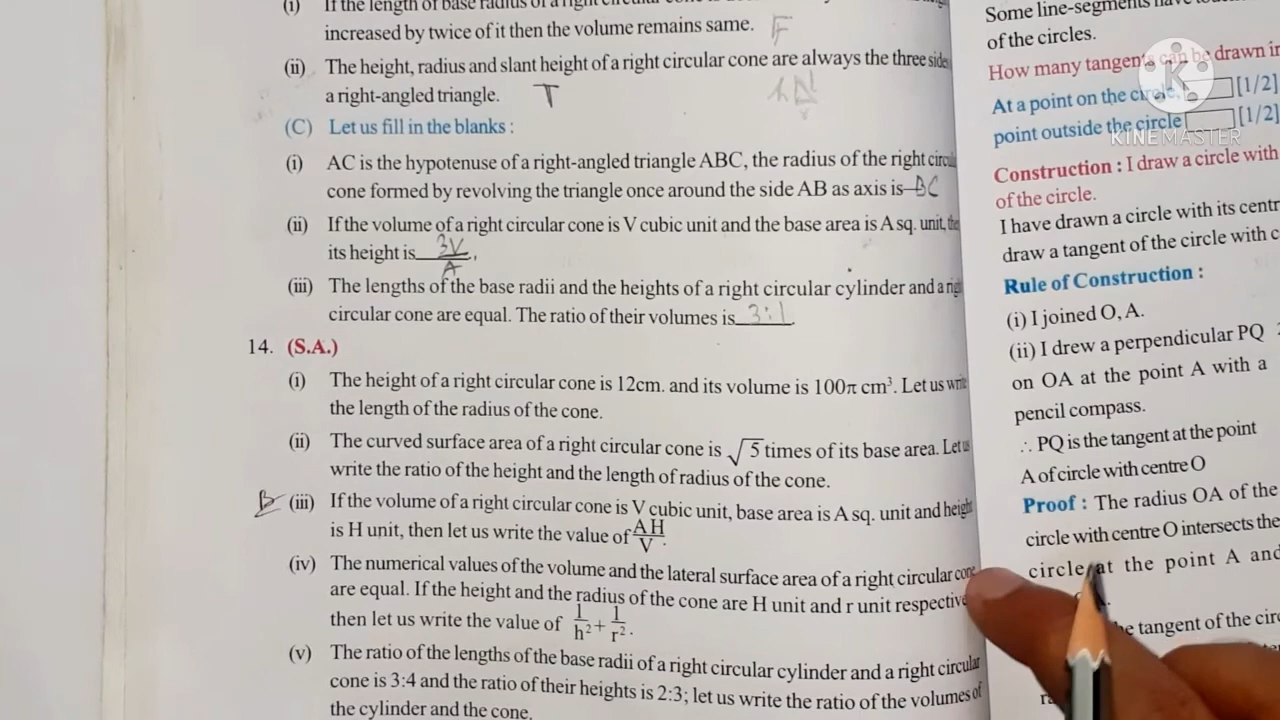 (i) If the length of base radius of a right circular cone is
increased by twice of it then the volume remains same. F
(ii) The height, radius and slant height of a right circular cone are always the three side
a right-angled triangle. T
(C) Let us fill in the blanks :
(i) AC is the hypotenuse of a right-angled triangle ABC, the radius of the right circul
cone formed by revolving the triangle once around the side AB as axis is BC
(ii) If the volume of a right circular cone is V cubic unit and the base area is A sq. unit, the
its height is 3V/A.
(iii) The lengths of the base radii and the heights of a right circular cylinder and a rig
circular cone are equal. The ratio of their volumes is 3:1.
14. (S.A.)
(i) The height of a right circular cone is 12cm. and its volume is 100π cm³. Let us write
the length of the radius of the cone.
(ii) The curved surface area of a right circular cone is √5 times of its base area. Let us
write the ratio of the height and the length of radius of the cone.
(iii) If the volume of a right circular cone is V cubic unit, base area is A sq. unit and height
is H unit, then let us write the value of AH/V.
(iv) The numerical values of the volume and the lateral surface area of a right circular cone
are equal. If the height and the radius of the cone are H unit and r unit respective
then let us write the value of 1/h² + 1/r².
(v) The ratio of the lengths of the base radii of a right circular cylinder and a right circular
cone is 3:4 and the ratio of their heights is 2:3; let us write the ratio of the volumes of
the cylinder and the cone.
Some line-segments have
of the circles.
How many tangents can be drawn
At a point on the circle, [1/2]
point outside the circle [1/2]
K
KINEMASTER
Construction : I draw a circle with
of the circle.
I have drawn a circle with its centr
draw a tangent of the circle with c
Rule of Construction :
(i) I joined O, A.
(ii) I drew a perpendicular PQ
on OA at the point A with a
pencil compass.
∴ PQ is the tangent at the point
A of circle with centre O
Proof : The radius OA of the
circle with centre O intersects the
circle at the point A and
he tangent of the cir